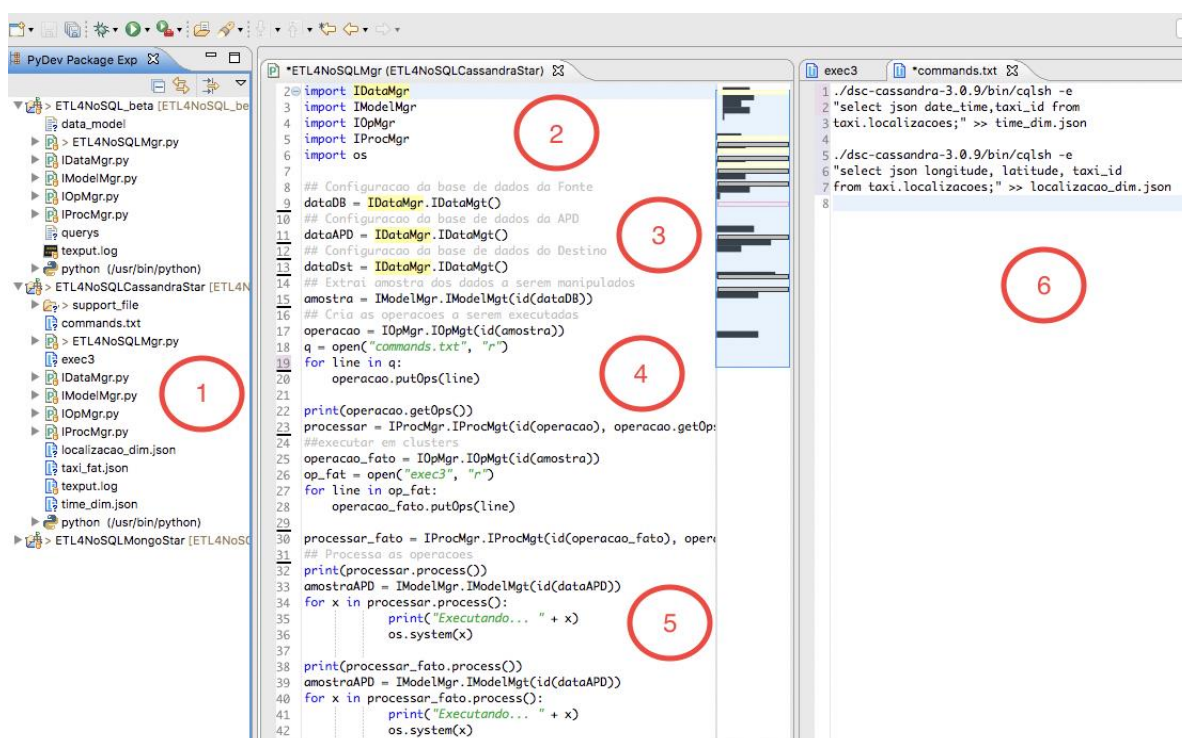 PyDev Package Exp
> ETL4NoSQL_beta [ETL4NoSQL_be
data_model
> ETL4NoSQLMgr.py
IDataMgr.py
IModelMgr.py
IOpMgr.py
IProcMgr.py
querys
texput.log
python (/usr/bin/python)
> ETL4NoSQLCassandraStar [ETL4N
> support_file
commands.txt
> ETL4NoSQLMgr.py
exec3
IDataMgr.py
IModelMgr.py
IOpMgr.py
IProcMgr.py
localizacao_dim.json
taxi_fat.json
texput.log
time_dim.json
python (/usr/bin/python)
> ETL4NoSQLMongoStar [ETL4NoSQ
1
*ETL4NoSQLMgr (ETL4NoSQLCassandraStar)
2 import IDataMgr
3 import IModelMgr
4 import IOpMgr
5 import IProcMgr
6 import os
7
8 ## Configuracao da base de dados da Fonte
9 dataDB = IDataMgr.IDataMgt()
10 ## Configuracao da base de dados da APD
11 dataAPD = IDataMgr.IDataMgt()
12 ## Configuracao da base de dados do Destino
13 dataDst = IDataMgr.IDataMgt()
14 ## Extrai amostra dos dados a serem manipulados
15 amostra = IModelMgr.IModelMgt(id(dataDB))
16 ## Cria as operacoes a serem executadas
17 operacao = IOpMgr.IOpMgt(id(amostra))
18 q = open("commands.txt", "r")
19 for line in q:
20 operacao.putOps(line)
21
22 print(operacao.getOps())
23 processar = IProcMgr.IProcMgt(id(operacao), operacao.getOps
24 ##executar em clusters
25 operacao_fato = IOpMgr.IOpMgt(id(amostra))
26 op_fat = open("exec3", "r")
27 for line in op_fat:
28 operacao_fato.putOps(line)
29
30 processar_fato = IProcMgr.IProcMgt(id(operacao_fato), oper
31 ## Processa as operacoes
32 print(processar.process())
33 amostraAPD = IModelMgr.IModelMgt(id(dataAPD))
34 for x in processar.process():
35 print("Executando... " + x)
36 os.system(x)
37
38 print(processar_fato.process())
39 amostraAPD = IModelMgr.IModelMgt(id(dataAPD))
40 for x in processar_fato.process():
41 print("Executando... " + x)
42 os.system(x)
2
3
4
5
exec3
*commands.txt
1 ./dsc-cassandra-3.0.9/bin/cqlsh -e
2 "select json date_time,taxi_id from
3 taxi.localizacoes;" >> time_dim.json
4
5 ./dsc-cassandra-3.0.9/bin/cqlsh -e
6 "select json longitude, latitude, taxi_id
7 from taxi.localizacoes;" >> localizacao_dim.json
8
6